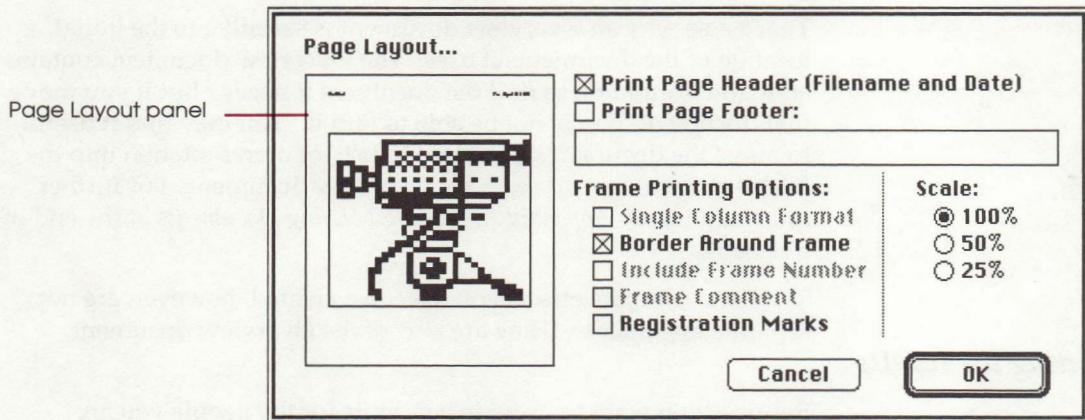 Page Layout...
Page Layout panel
Print Page Header (Filename and Date)
Print Page Footer:
Frame Printing Options:
Single Column Format
Border Around Frame
Include Frame Number
Frame Comment
Registration Marks
Scale:
100%
50%
25%
Cancel
OK